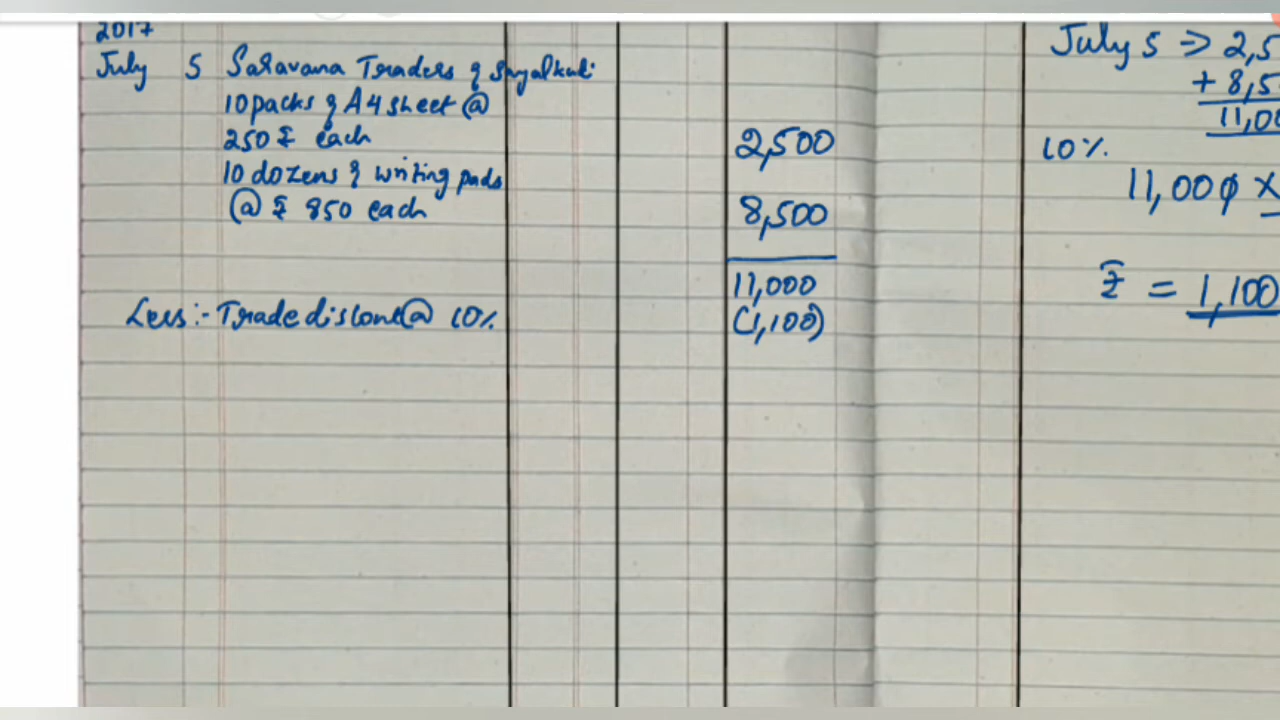 2017
July 5 Saravana Traders of Sayalkudi
10 packs of A4 sheet @
250 ₹ each
2,500
10 dozens of writing pads
@ ₹ 850 each
8,500
11,000
Less:- Trade discount @ 10%
(1,100)
July 5 => 2,5
+ 8,5
11,00
10%
11,000 ×
₹ = 1,100